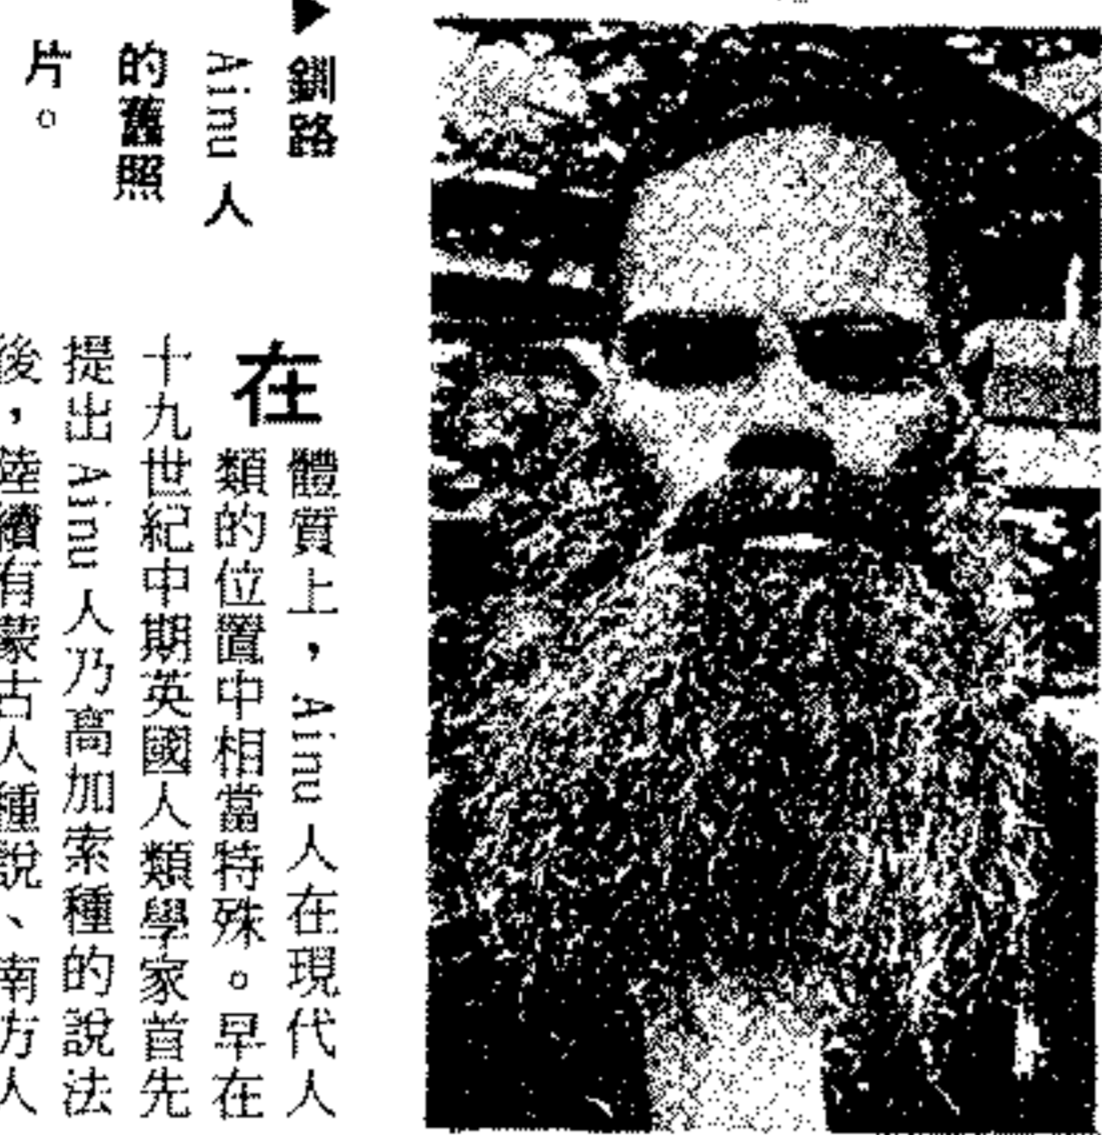 ▶釧路
Ainu人
的舊照
片。
在體質上，Ainu人在現代人
類的位置中相當特殊。早在
十九世紀中期英國人類學家首先
提出Ainu人乃高加索種的說法
後，陸續有蒙古人種說、南方人